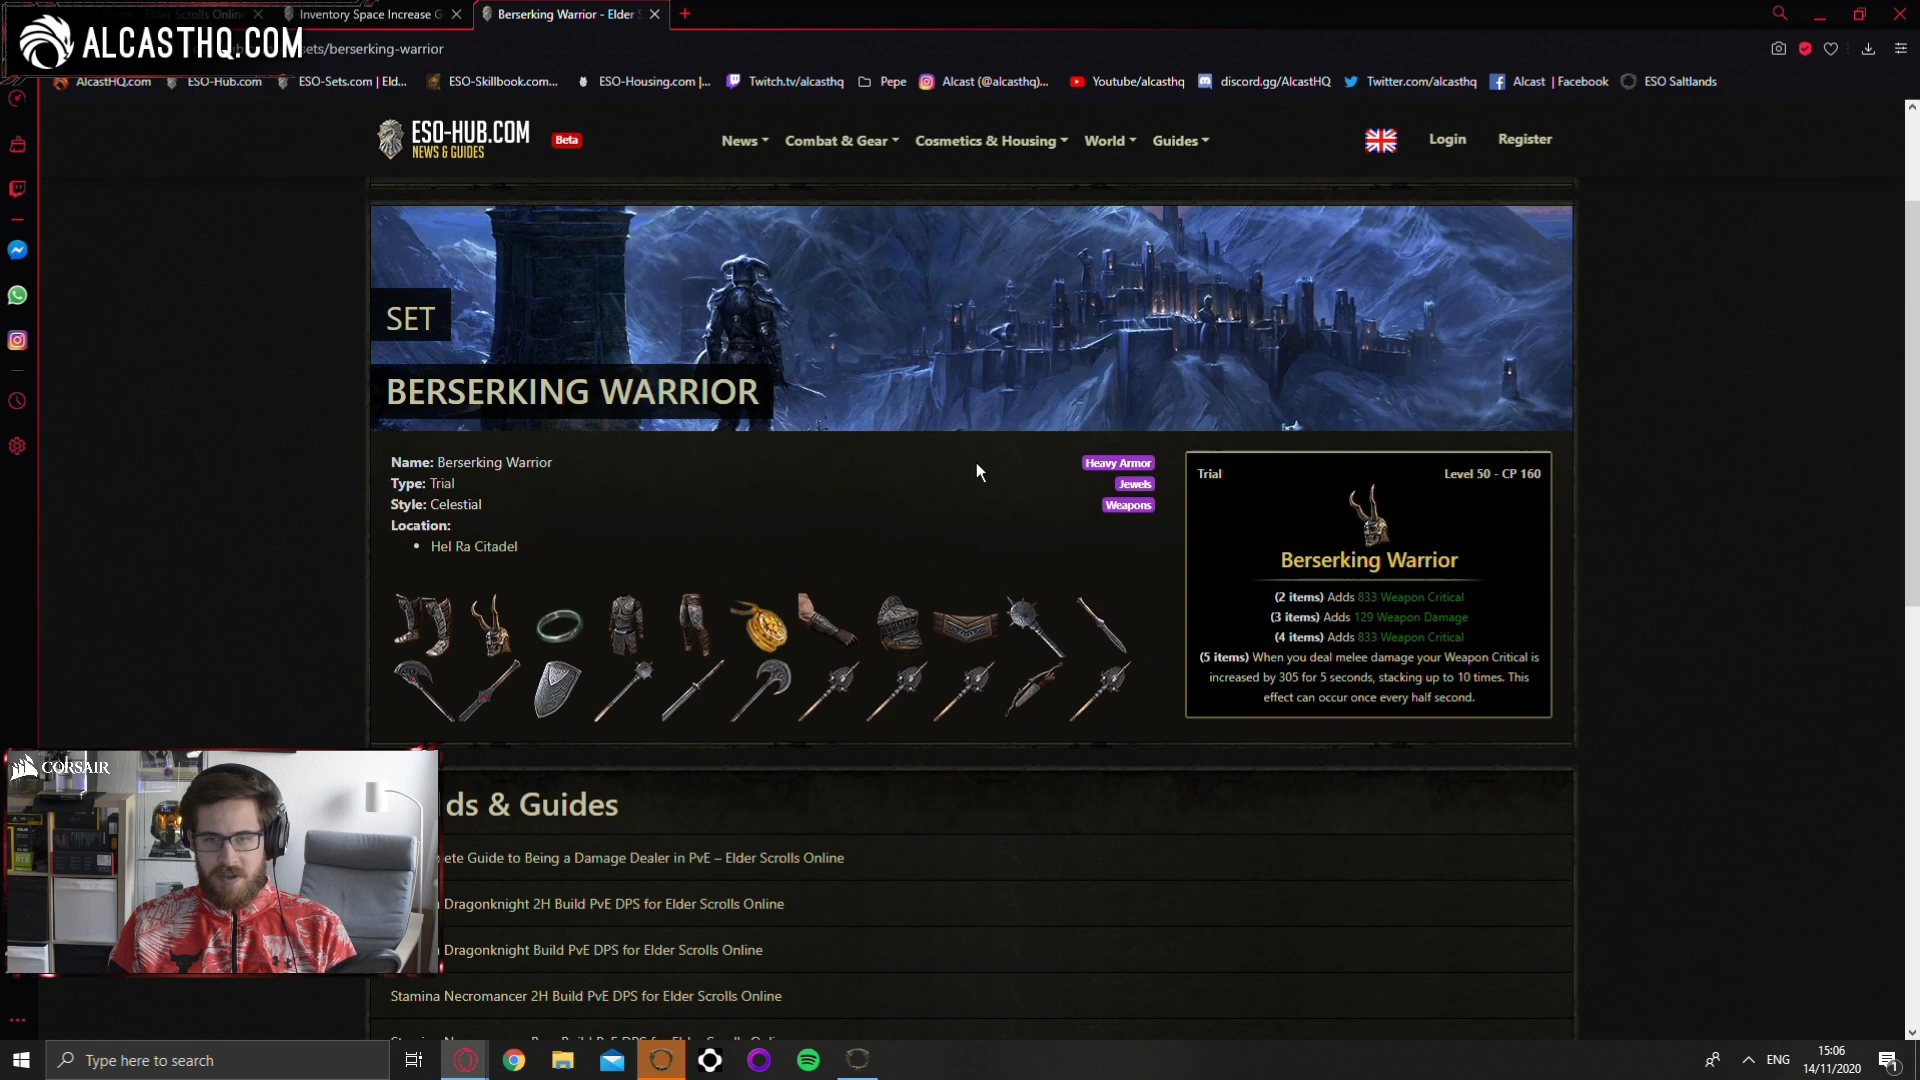 Elder Scrolls Onlin
Inventory Space Increase G
Berserking Warrior - Elder S
ALCASTHQ.COM
sets/berserking-warrior
AlcastHQ.com
ESO-Hub.com
ESO-Sets.com | Eld...
ESO-Skillbook.com...
ESO-Housing.com |...
Twitch.tv/alcasthq
Pepe
Alcast (@alcasthq)...
Youtube/alcasthq
discord.gg/AlcastHQ
Twitter.com/alcasthq
Alcast | Facebook
ESO Saltlands
ESO-HUB.COM
NEWS & GUIDES
Beta
News
Combat & Gear
Cosmetics & Housing
World
Guides
Login
Register
SET
BERSERKING WARRIOR
Name: Berserking Warrior
Type: Trial
Style: Celestial
Location:
• Hel Ra Citadel
Heavy Armor
Jewels
Weapons
Trial
Level 50 - CP 160
Berserking Warrior
(2 items) Adds 833 Weapon Critical
(3 items) Adds 129 Weapon Damage
(4 items) Adds 833 Weapon Critical
(5 items) When you deal melee damage your Weapon Critical is
increased by 305 for 5 seconds, stacking up to 10 times. This
effect can occur once every half second.
CORSAIR
ds & Guides
ete Guide to Being a Damage Dealer in PvE – Elder Scrolls Online
Dragonknight 2H Build PvE DPS for Elder Scrolls Online
Dragonknight Build PvE DPS for Elder Scrolls Online
Stamina Necromancer 2H Build PvE DPS for Elder Scrolls Online
Type here to search
ENG
15:06
14/11/2020
1